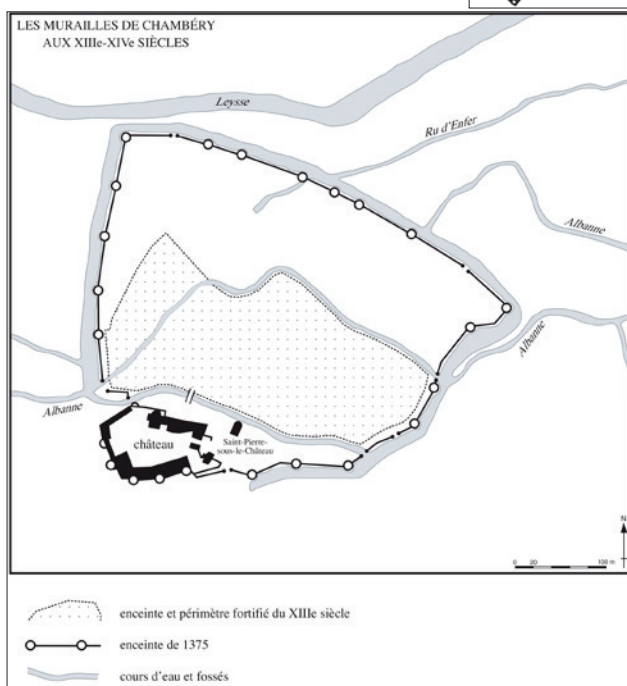 LES MURAILLES DE CHAMBÉRY
AUX XIIIe-XIVe SIÈCLES
Leysse
Ru d'Enfer
Albanne
Albanne
Albanne
château
Saint-Pierre-
sous-le-Château
N
0 20 100 m
enceinte et périmètre fortifié du XIIIe siècle
enceinte de 1375
cours d'eau et fossés